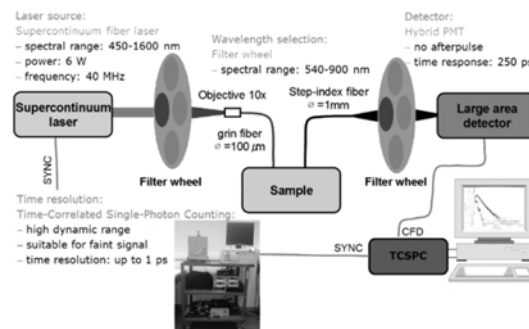 Laser source:
Supercontinuum fiber laser
– spectral range: 450-1600 nm
– power: 6 W
– frequency: 40 MHz
Wavelength selection:
Filter wheel
– spectral range: 540-900 nm
Detector:
Hybrid PMT
– no afterpulse
– time response: 250 ps
Supercontinuum
laser
Objective 10x
grin fiber
⌀ =100 μm
Filter wheel
Step-index fiber
⌀ =1mm
Sample
Filter wheel
Large area
detector
SYNC
Time resolution:
Time-Correlated Single-Photon Counting:
– high dynamic range
– suitable for faint signal
– time resolution: up to 1 ps
SYNC
CFD
TCSPC